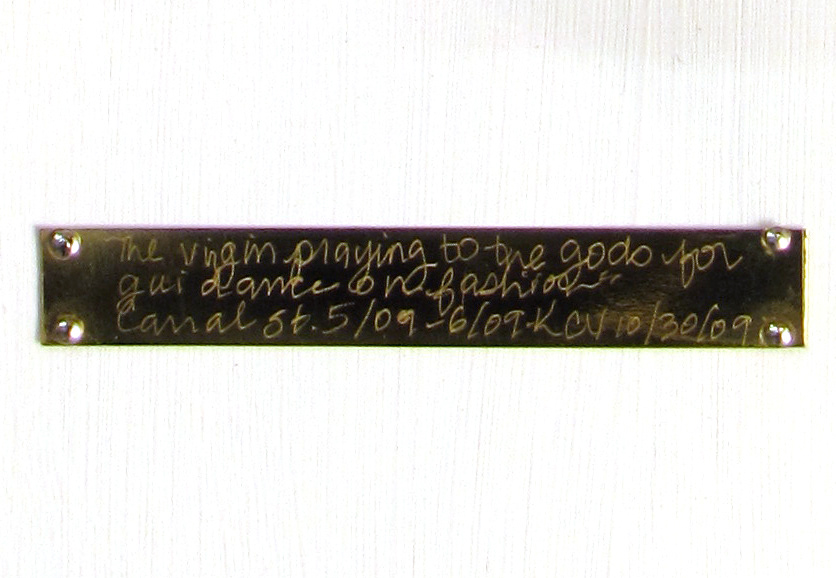 The virgin praying to the gods for
guidance on fashion"
Canal St. 5/09-6/09-KCV 10/30/09